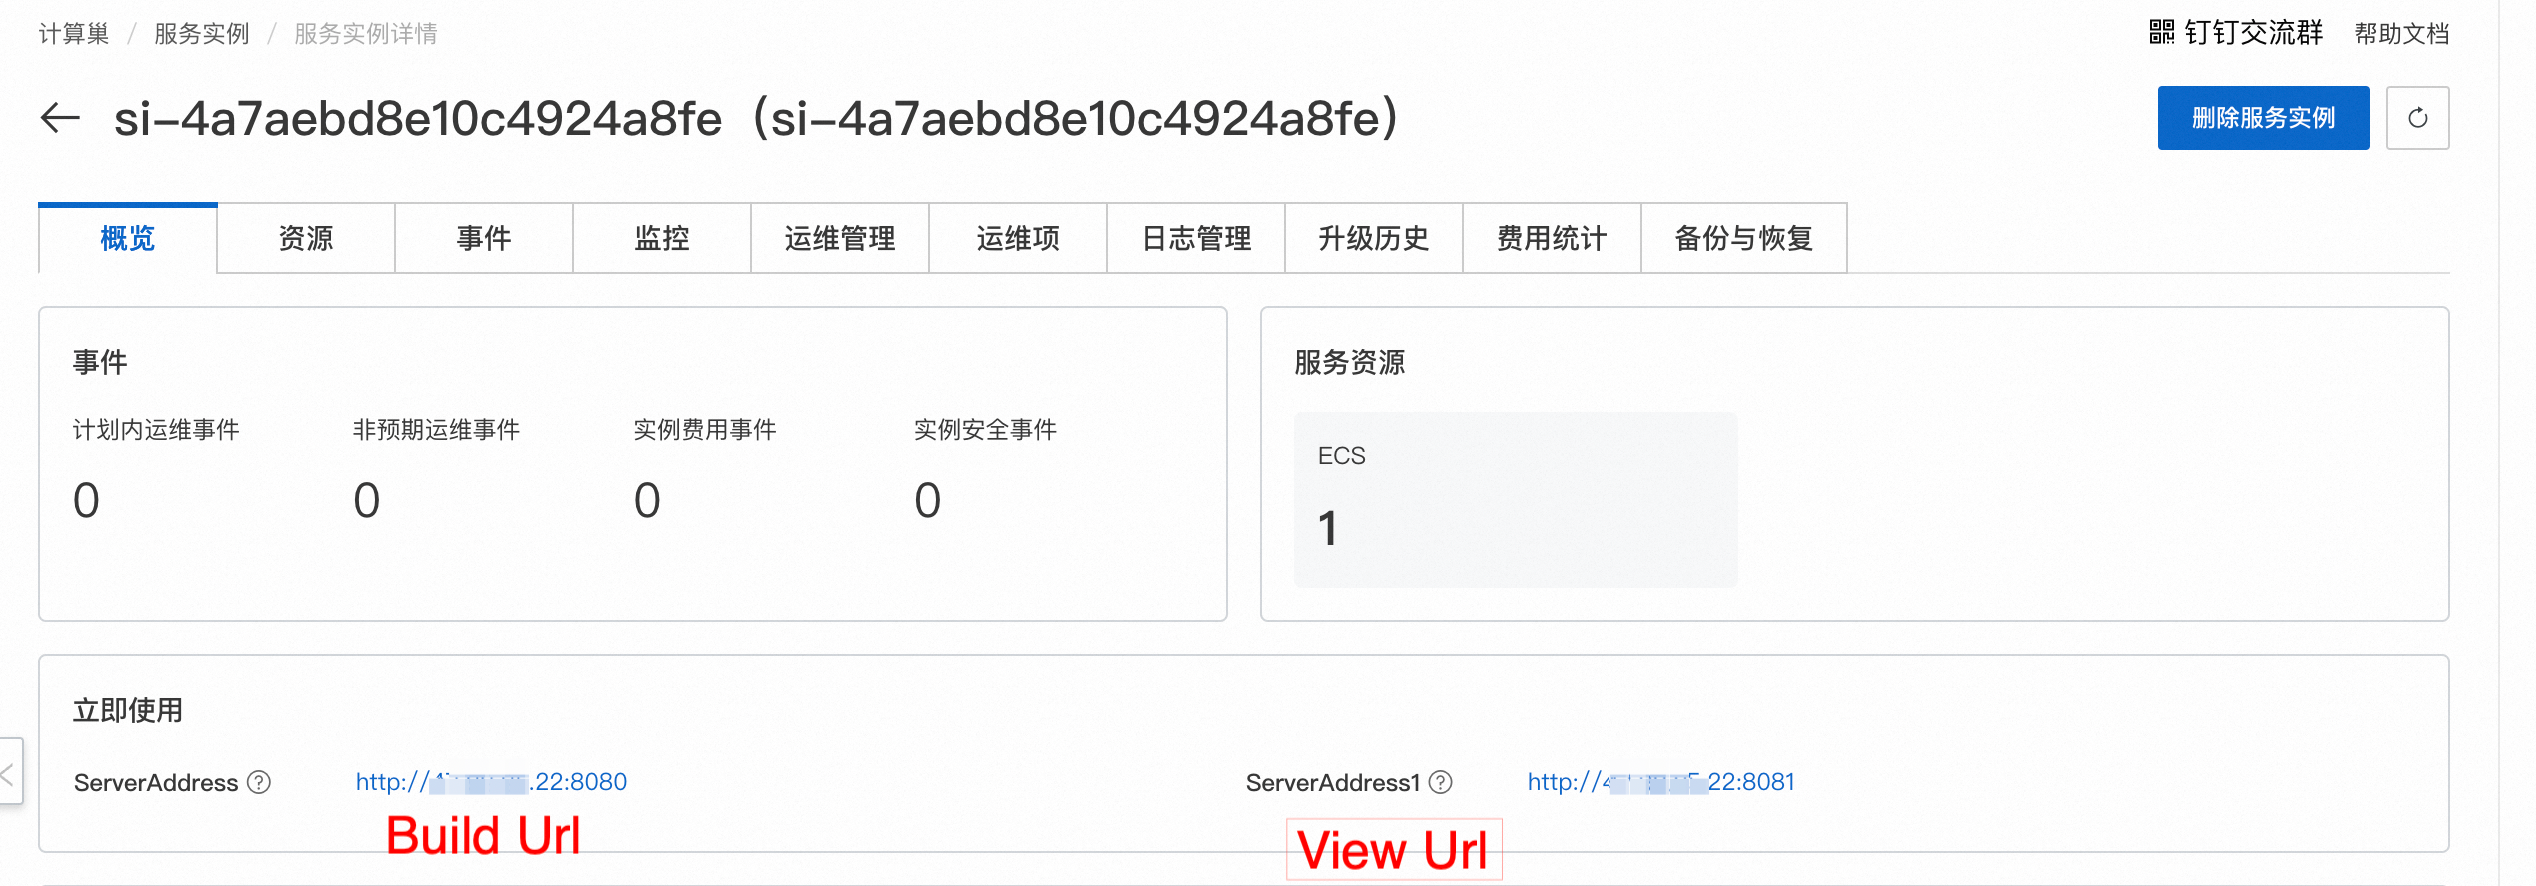 计算巢 / 服务实例 / 服务实例详情
钉钉交流群 帮助文档
si-4a7aebd8e10c4924a8fe（si-4a7aebd8e10c4924a8fe）
删除服务实例
概览 资源 事件 监控 运维管理 运维项 日志管理 升级历史 费用统计 备份与恢复
事件
计划内运维事件 非预期运维事件 实例费用事件 实例安全事件
0 0 0 0
服务资源
ECS
1
立即使用
ServerAddress http:// .22:8080
ServerAddress1 http:// 22:8081
Build Url
View Url